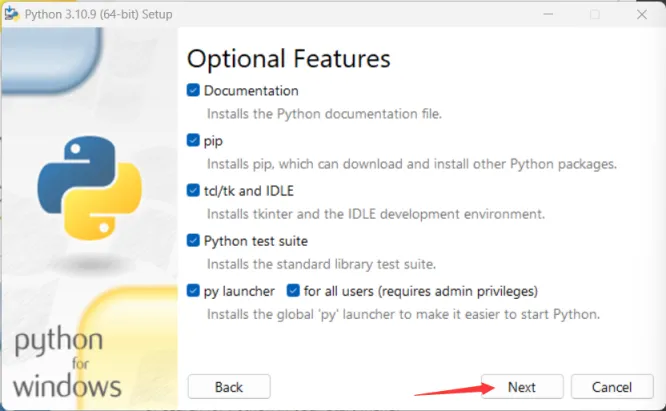 Python 3.10.9 (64-bit) Setup
Optional Features
Documentation
Installs the Python documentation file.
pip
Installs pip, which can download and install other Python packages.
tcl/tk and IDLE
Installs tkinter and the IDLE development environment.
Python test suite
Installs the standard library test suite.
py launcher for all users (requires admin privileges)
Installs the global 'py' launcher to make it easier to start Python.
python
for
windows
Back Next Cancel